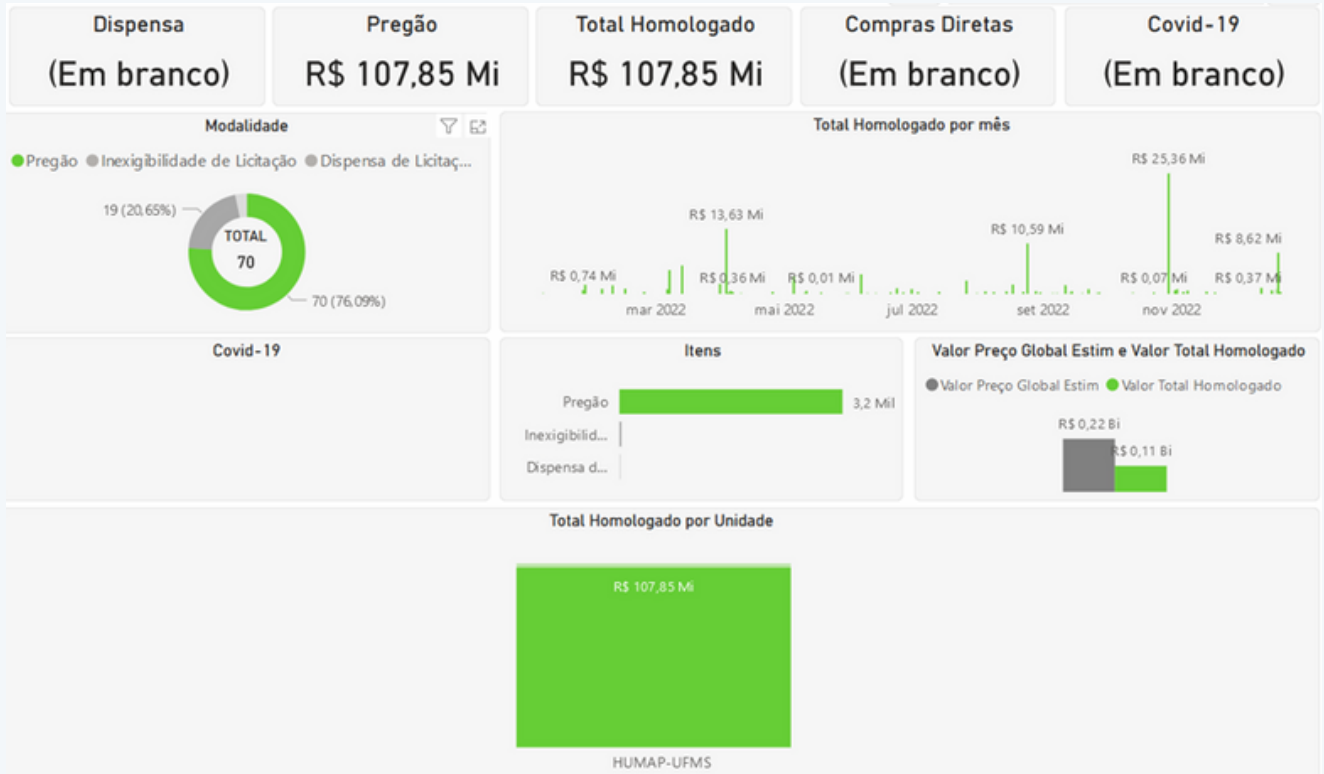 Dispensa
(Em branco)
Pregão
R$ 107,85 Mi
Total Homologado
R$ 107,85 Mi
Compras Diretas
(Em branco)
Covid-19
(Em branco)
Modalidade
Pregão Inexigibilidade de Licitação Dispensa de Licitaç...
19 (20,65%)
TOTAL
70
70 (76,09%)
Total Homologado por mês
R$ 25,36 Mi
R$ 13,63 Mi
R$ 10,59 Mi
R$ 8,62 Mi
R$ 0,74 Mi R$ 0,36 Mi R$ 0,01 Mi R$ 0,07 Mi R$ 0,37 Mi
mar 2022 mai 2022 jul 2022 set 2022 nov 2022
Covid-19
Itens
Pregão 3,2 Mil
Inexigibilid...
Dispensa d...
Valor Preço Global Estim e Valor Total Homologado
Valor Preço Global Estim Valor Total Homologado
R$ 0,22 Bi
R$ 0,11 Bi
Total Homologado por Unidade
R$ 107,85 Mi
HUMAP-UFMS